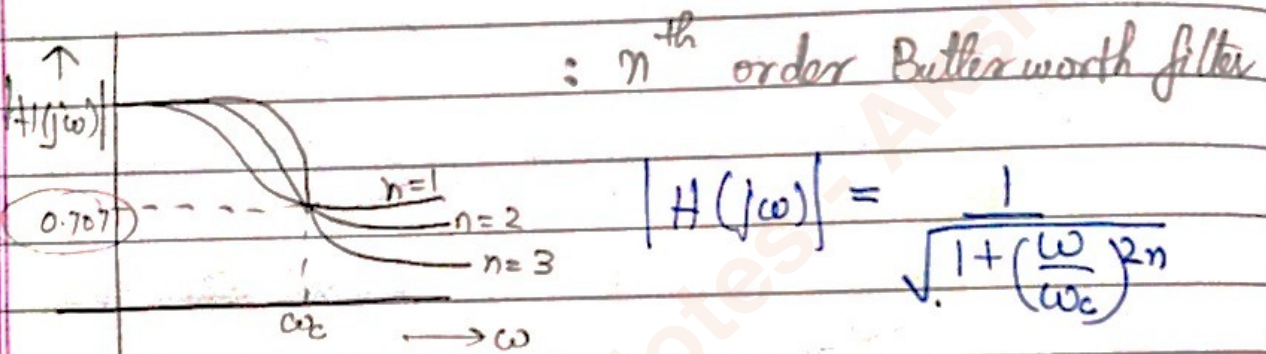 ↑
|H(jω)|
: nth order Butterworth filter
n=1
0.707
n=2
n=3
|H(jω)| = 1/√(1+(ω/ωc)^2n)
ωc
→ ω